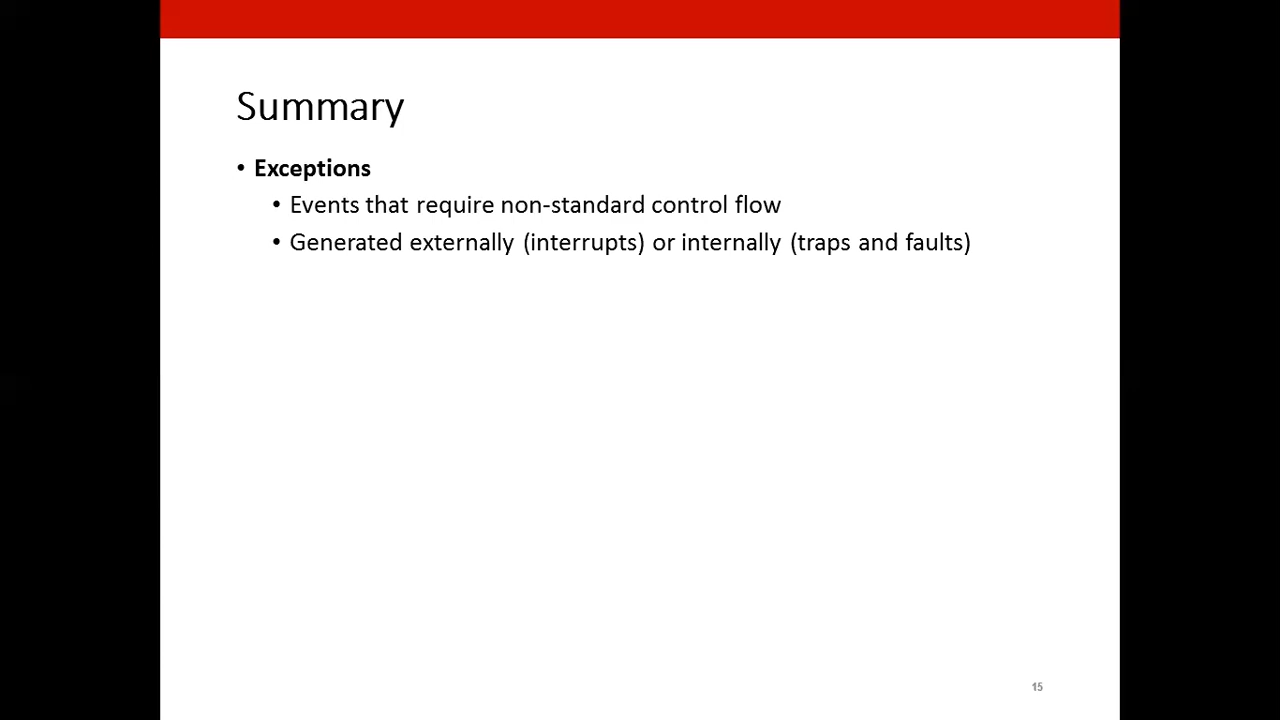 Summary
• Exceptions
• Events that require non-standard control flow
• Generated externally (interrupts) or internally (traps and faults)
15